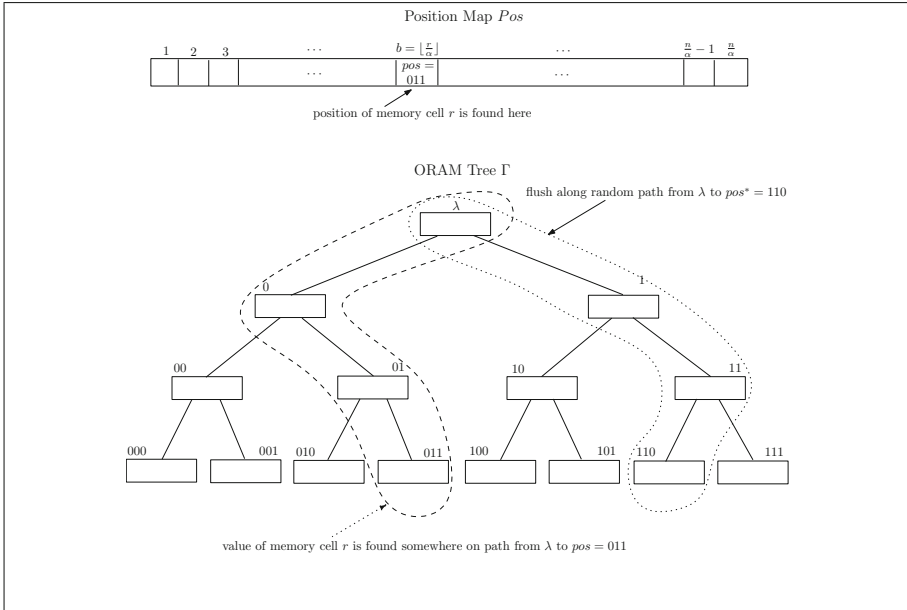 Position Map Pos
1 2 3 ⋯ b = ⌊r/α⌋ ⋯ n/α − 1 n/α
⋯ pos = ⋯
011
position of memory cell r is found here
ORAM Tree Γ
flush along random path from λ to pos* = 110
λ
0 1
00 01 10 11
000 001 010 011 100 101 110 111
value of memory cell r is found somewhere on path from λ to pos = 011